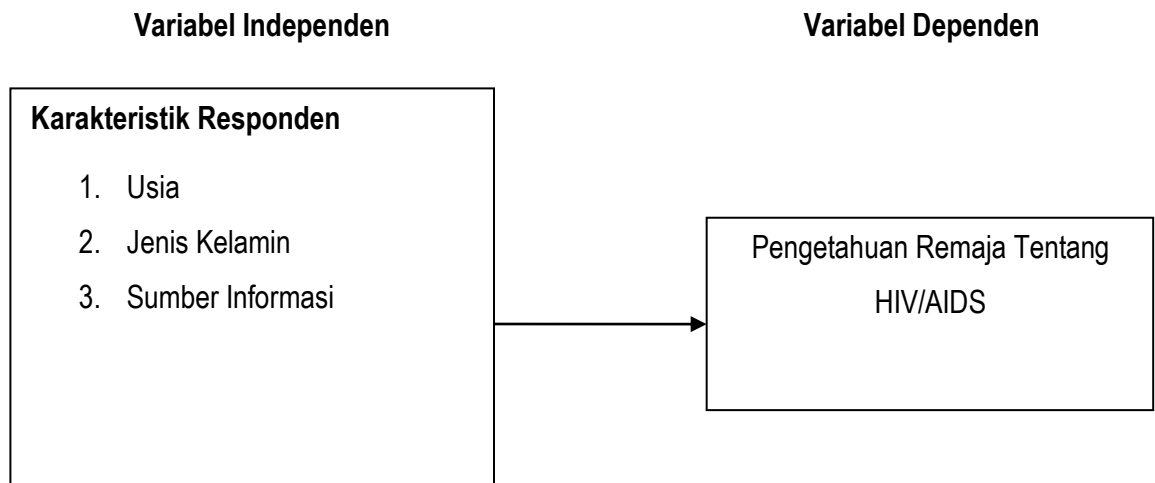 Variabel Independen
Variabel Dependen
Karakteristik Responden
1. Usia
2. Jenis Kelamin
3. Sumber Informasi
Pengetahuan Remaja Tentang
HIV/AIDS